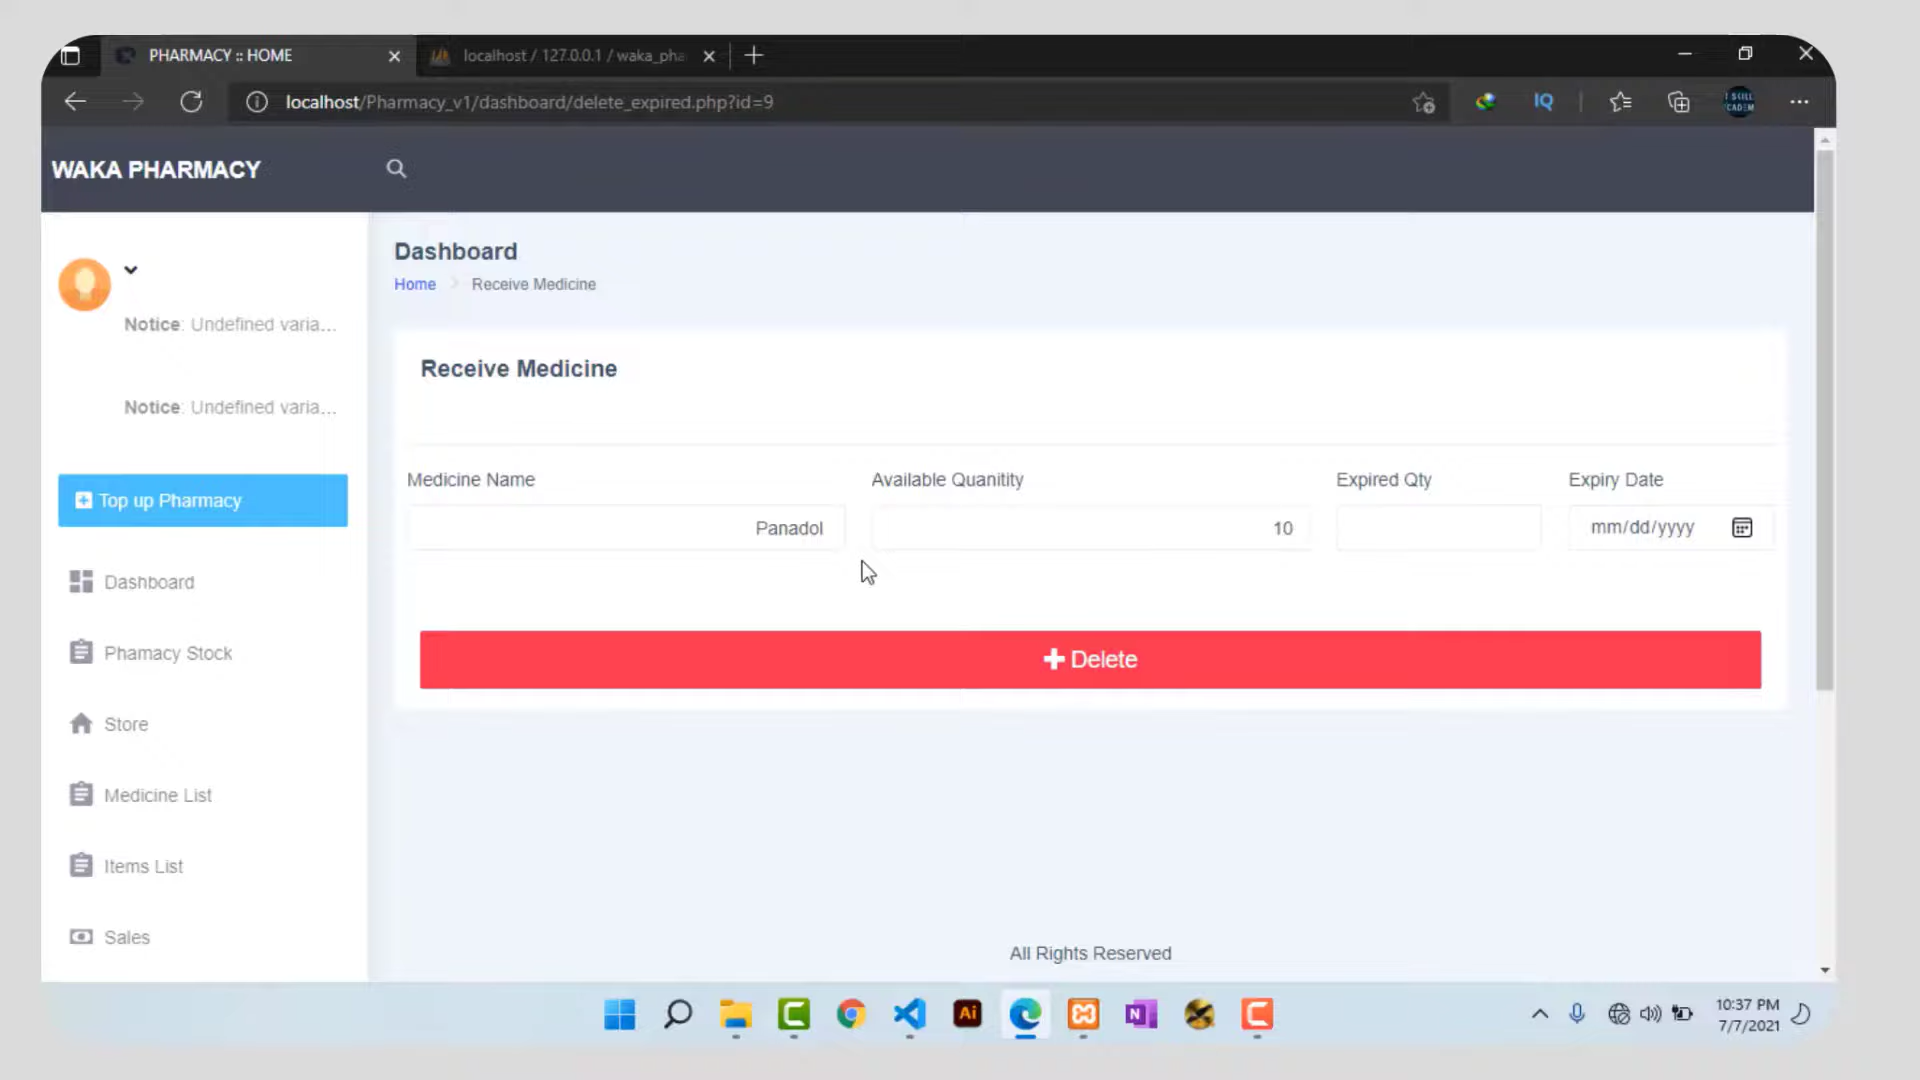 PHARMACY :: HOME
localhost / 127.0.0.1 / waka_pha
localhost/Pharmacy_v1/dashboard/delete_expired.php?id=9
IQ
WAKA PHARMACY
Dashboard
Home
Receive Medicine
Notice: Undefined varia...
Notice: Undefined varia...
Top up Pharmacy
Dashboard
Phamacy Stock
Store
Medicine List
Items List
Sales
Receive Medicine
Medicine Name
Available Quanitity
Expired Qty
Expiry Date
Panadol
10
mm/dd/yyyy
Delete
All Rights Reserved
Ai
N
10:37 PM
7/7/2021